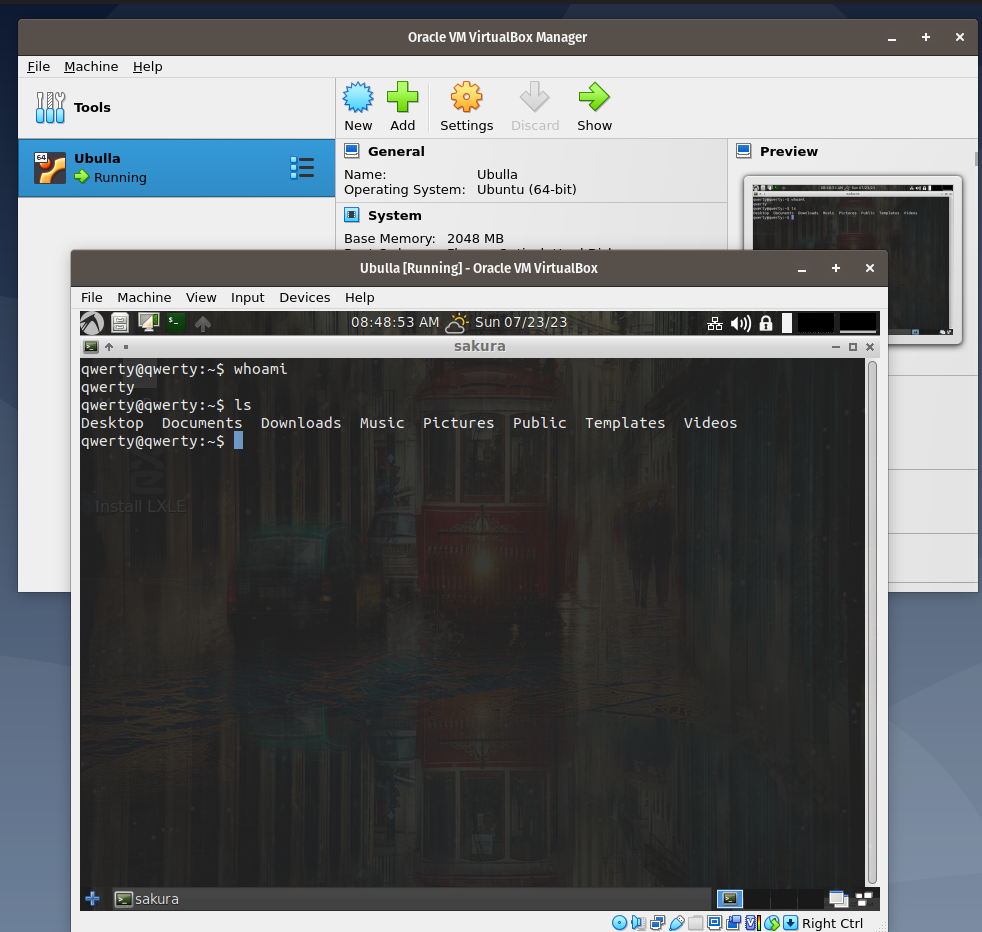 Oracle VM VirtualBox Manager
File Machine Help
Tools
New Add Settings Discard Show
64
Ubulla
Running
General
Name: Ubulla
Operating System: Ubuntu (64-bit)
System
Base Memory: 2048 MB
Preview
Ubulla [Running] - Oracle VM VirtualBox
File Machine View Input Devices Help
08:48:53 AM Sun 07/23/23
sakura
qwerty@qwerty:~$ whoami
qwerty
qwerty@qwerty:~$ ls
Desktop Documents Downloads Music Pictures Public Templates Videos
qwerty@qwerty:~$
Install LXLE
sakura
Right Ctrl